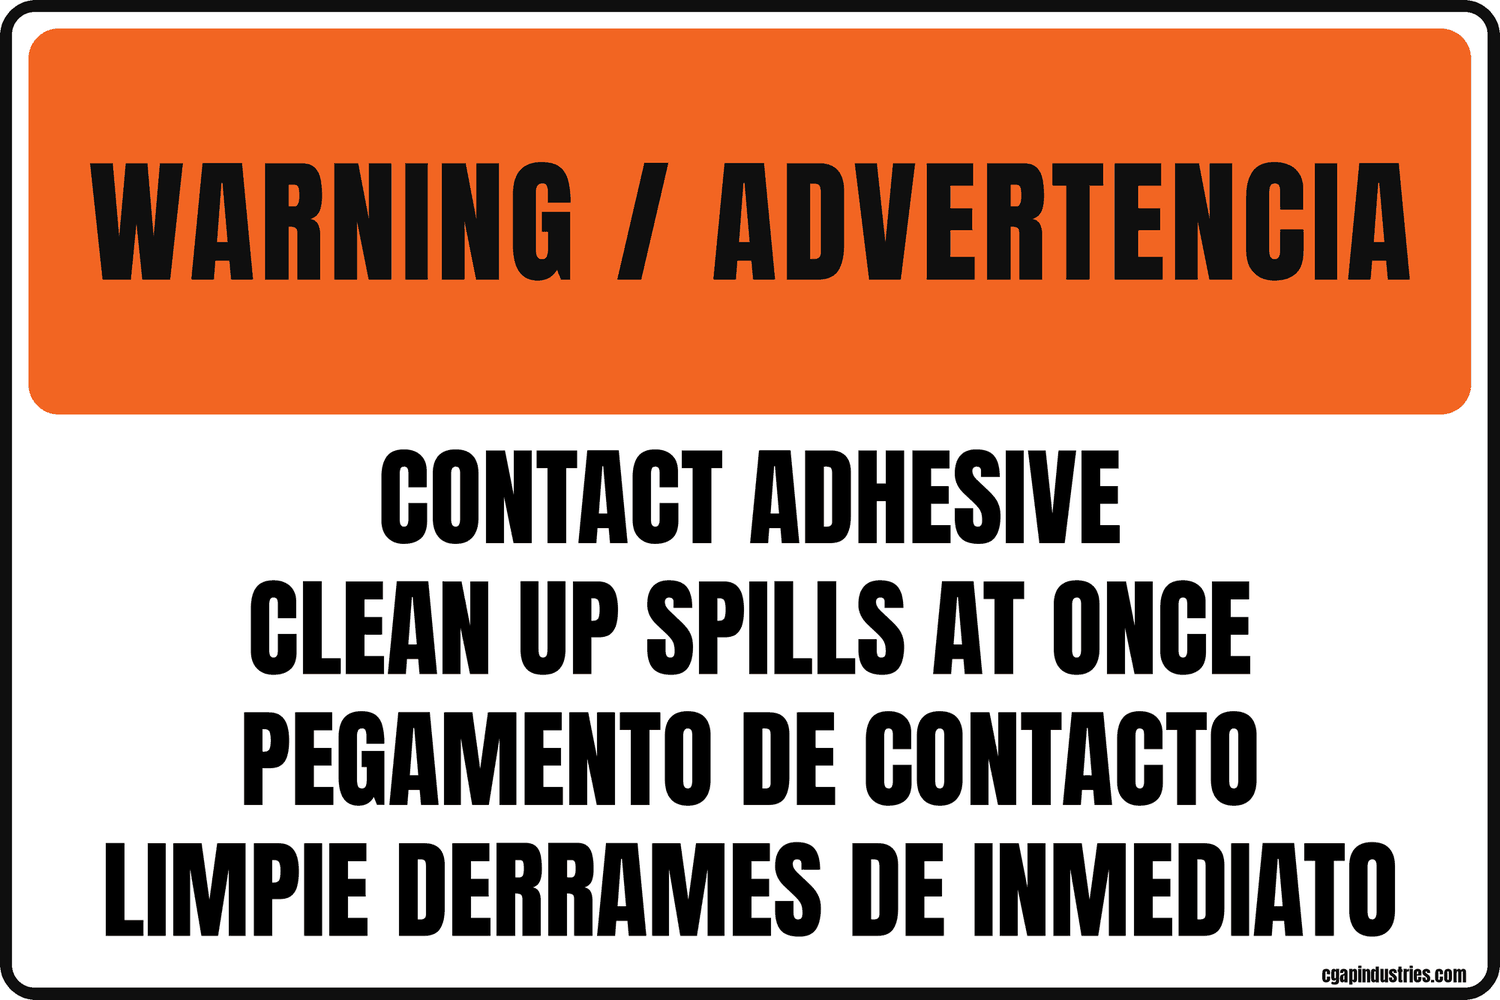 WARNING / ADVERTENCIA
CONTACT ADHESIVE
CLEAN UP SPILLS AT ONCE
PEGAMENTO DE CONTACTO
LIMPIE DERRAMES DE INMEDIATO
cgapindustries.com